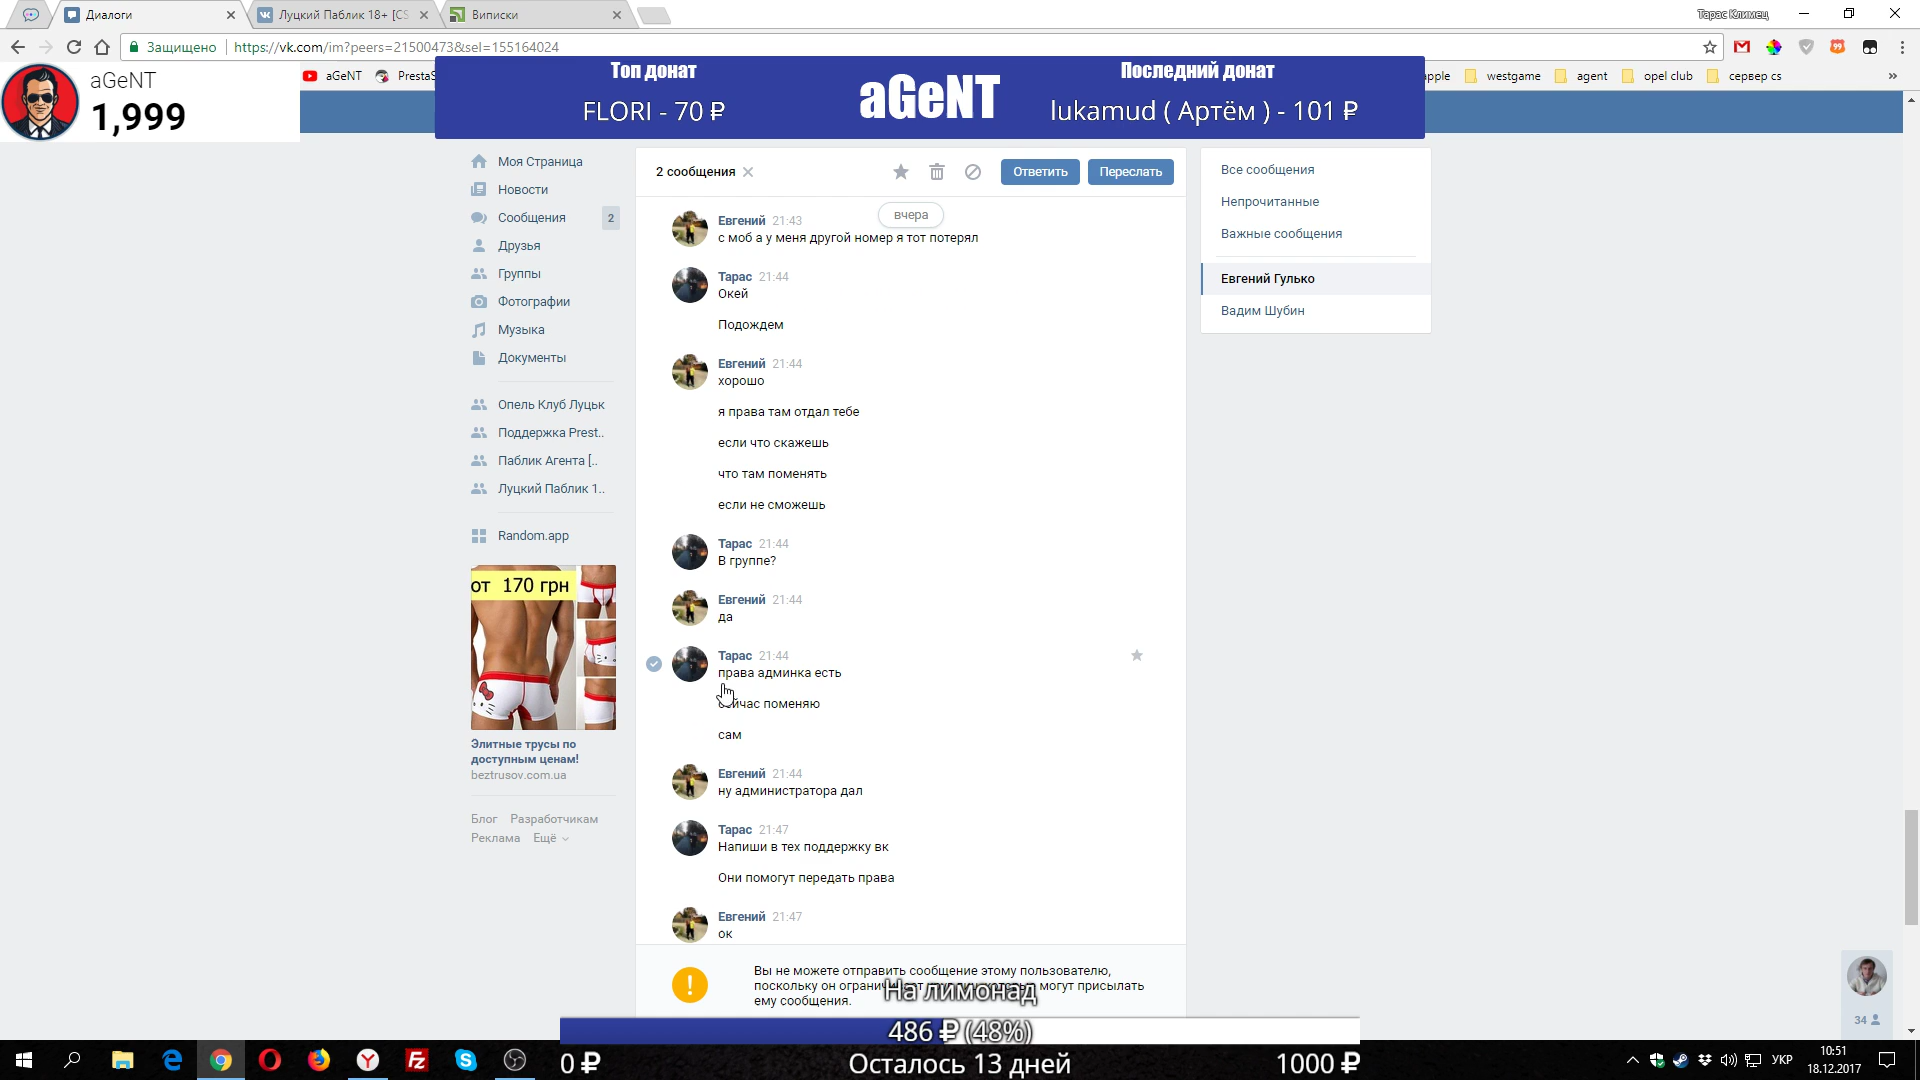 Диалоги
Луцкий Паблик 18+ [CS
Виписки
Тарас Климец
Защищено
https://vk.com/im?peers=21500473&sel=155164024
aGeNT
PrestaS
apple
westgame
agent
opel club
сервер cs
»
aGeNT
1,999
Топ донат
FLORI - 70 ₽
aGeNT
Последний донат
lukamud ( Артём ) - 101 ₽
Моя Страница
Новости
Сообщения
2
Друзья
Группы
Фотографии
Музыка
Документы
Опель Клуб Луцьк
Поддержка Prest..
Паблик Агента [..
Луцкий Паблик 1..
Random.app
от 170 грн
Элитные трусы по
доступным ценам!
beztrusov.com.ua
Блог Разработчикам
Реклама Ещё
2 сообщения
Ответить
Переслать
вчера
Евгений 21:43
с моб а у меня другой номер я тот потерял
Тарас 21:44
Окей
Подождем
Евгений 21:44
хорошо
я права там отдал тебе
если что скажешь
что там поменять
если не сможешь
Тарас 21:44
В группе?
Евгений 21:44
да
Тарас 21:44
права админка есть
сейчас поменяю
сам
Евгений 21:44
ну администратора дал
Тарас 21:47
Напиши в тех поддержку вк
Они помогут передать права
Евгений 21:47
ок
Вы не можете отправить сообщение этому пользователю,
поскольку он могут присылать
ему сообщения.
Все сообщения
Непрочитанные
Важные сообщения
Евгений Гулько
Вадим Шубин
34
На лимонад
486 ₽ (48%)
0 ₽
Осталось 13 дней
1000 ₽
УКР
10:51
18.12.2017